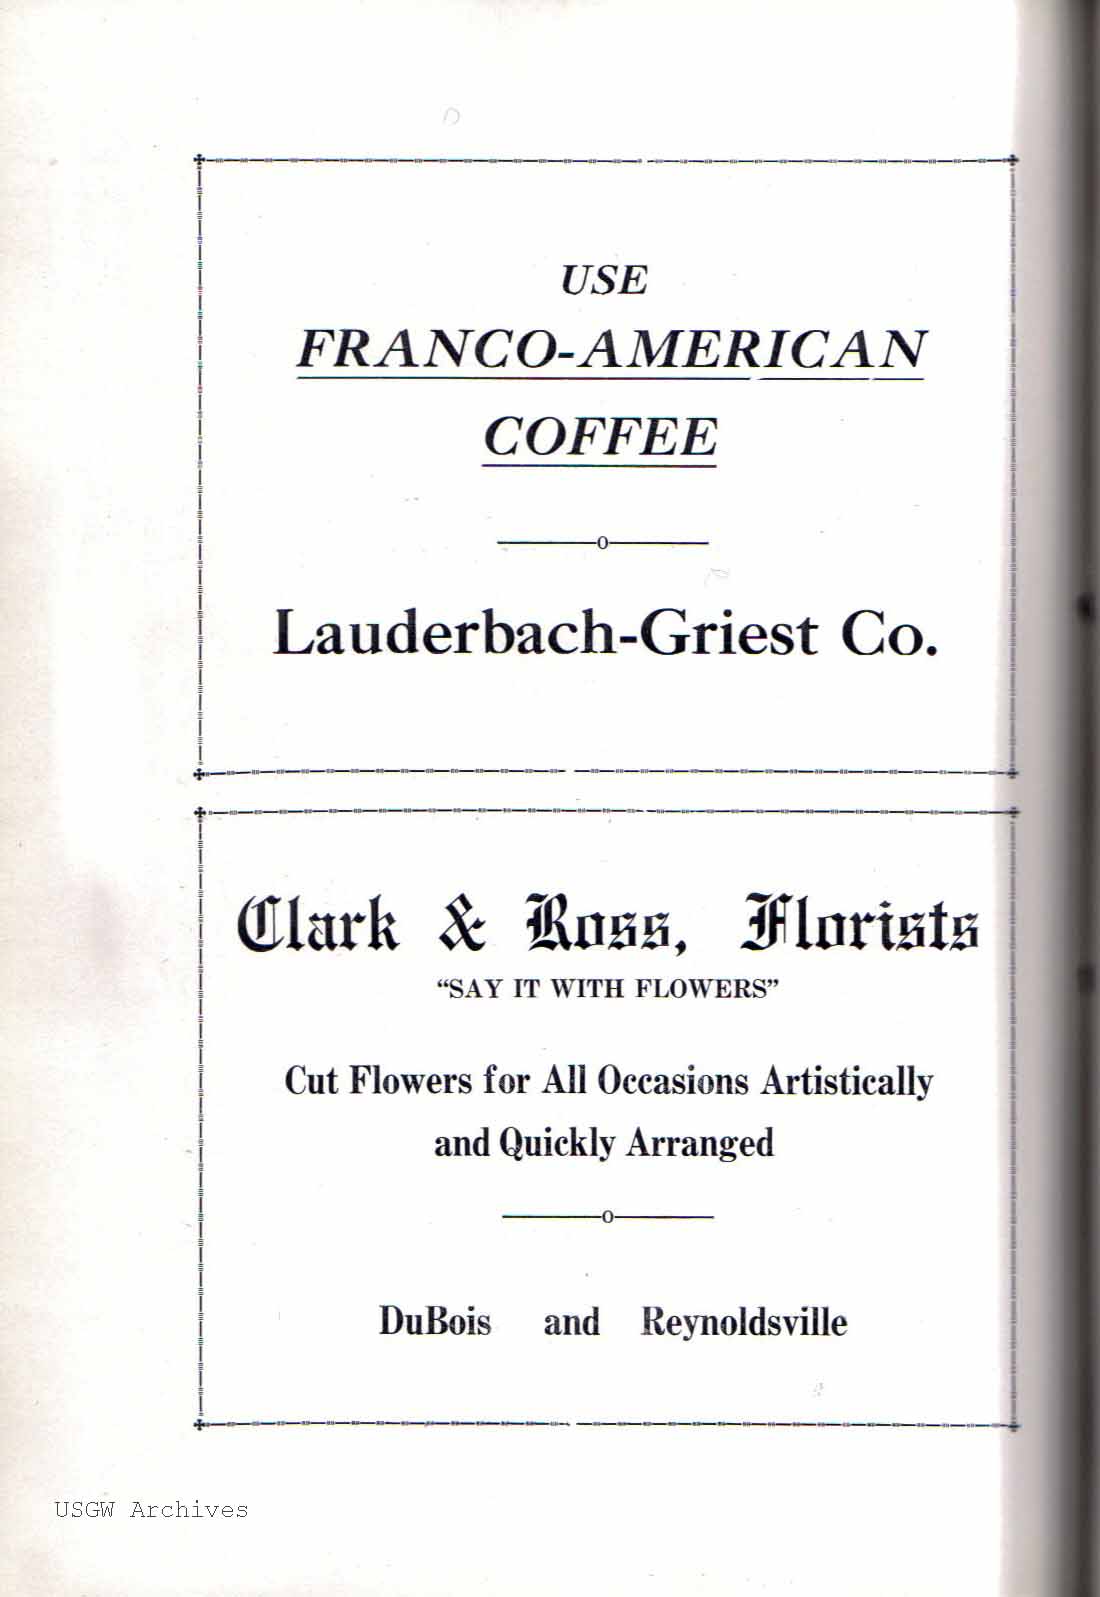 USE
FRANCO-AMERICAN
COFFEE
o
Lauderbach-Griest Co.
Clark & Ross, Florists
“SAY IT WITH FLOWERS”
Cut Flowers for All Occasions Artistically
and Quickly Arranged
o
DuBois and Reynoldsville
USGW Archives